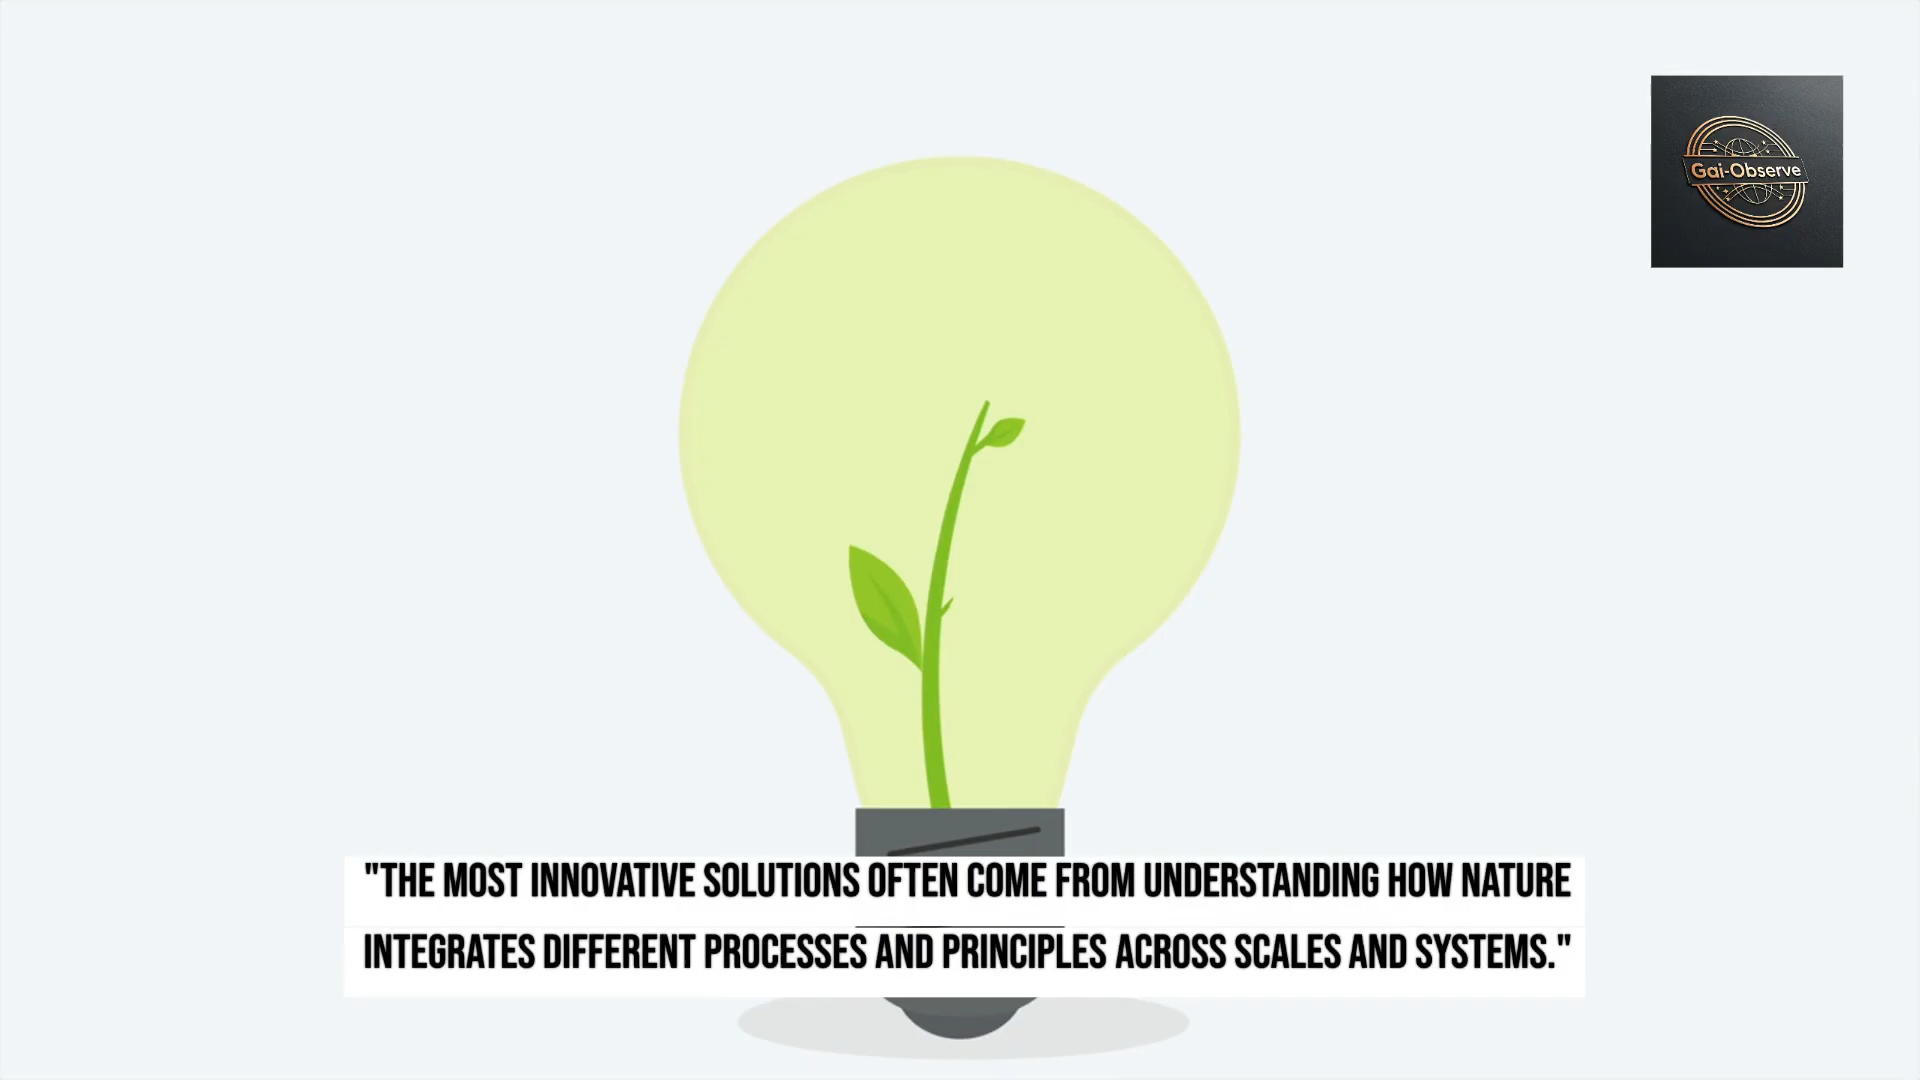 Gai-Observe
"THE MOST INNOVATIVE SOLUTIONS OFTEN COME FROM UNDERSTANDING HOW NATURE
INTEGRATES DIFFERENT PROCESSES AND PRINCIPLES ACROSS SCALES AND SYSTEMS."